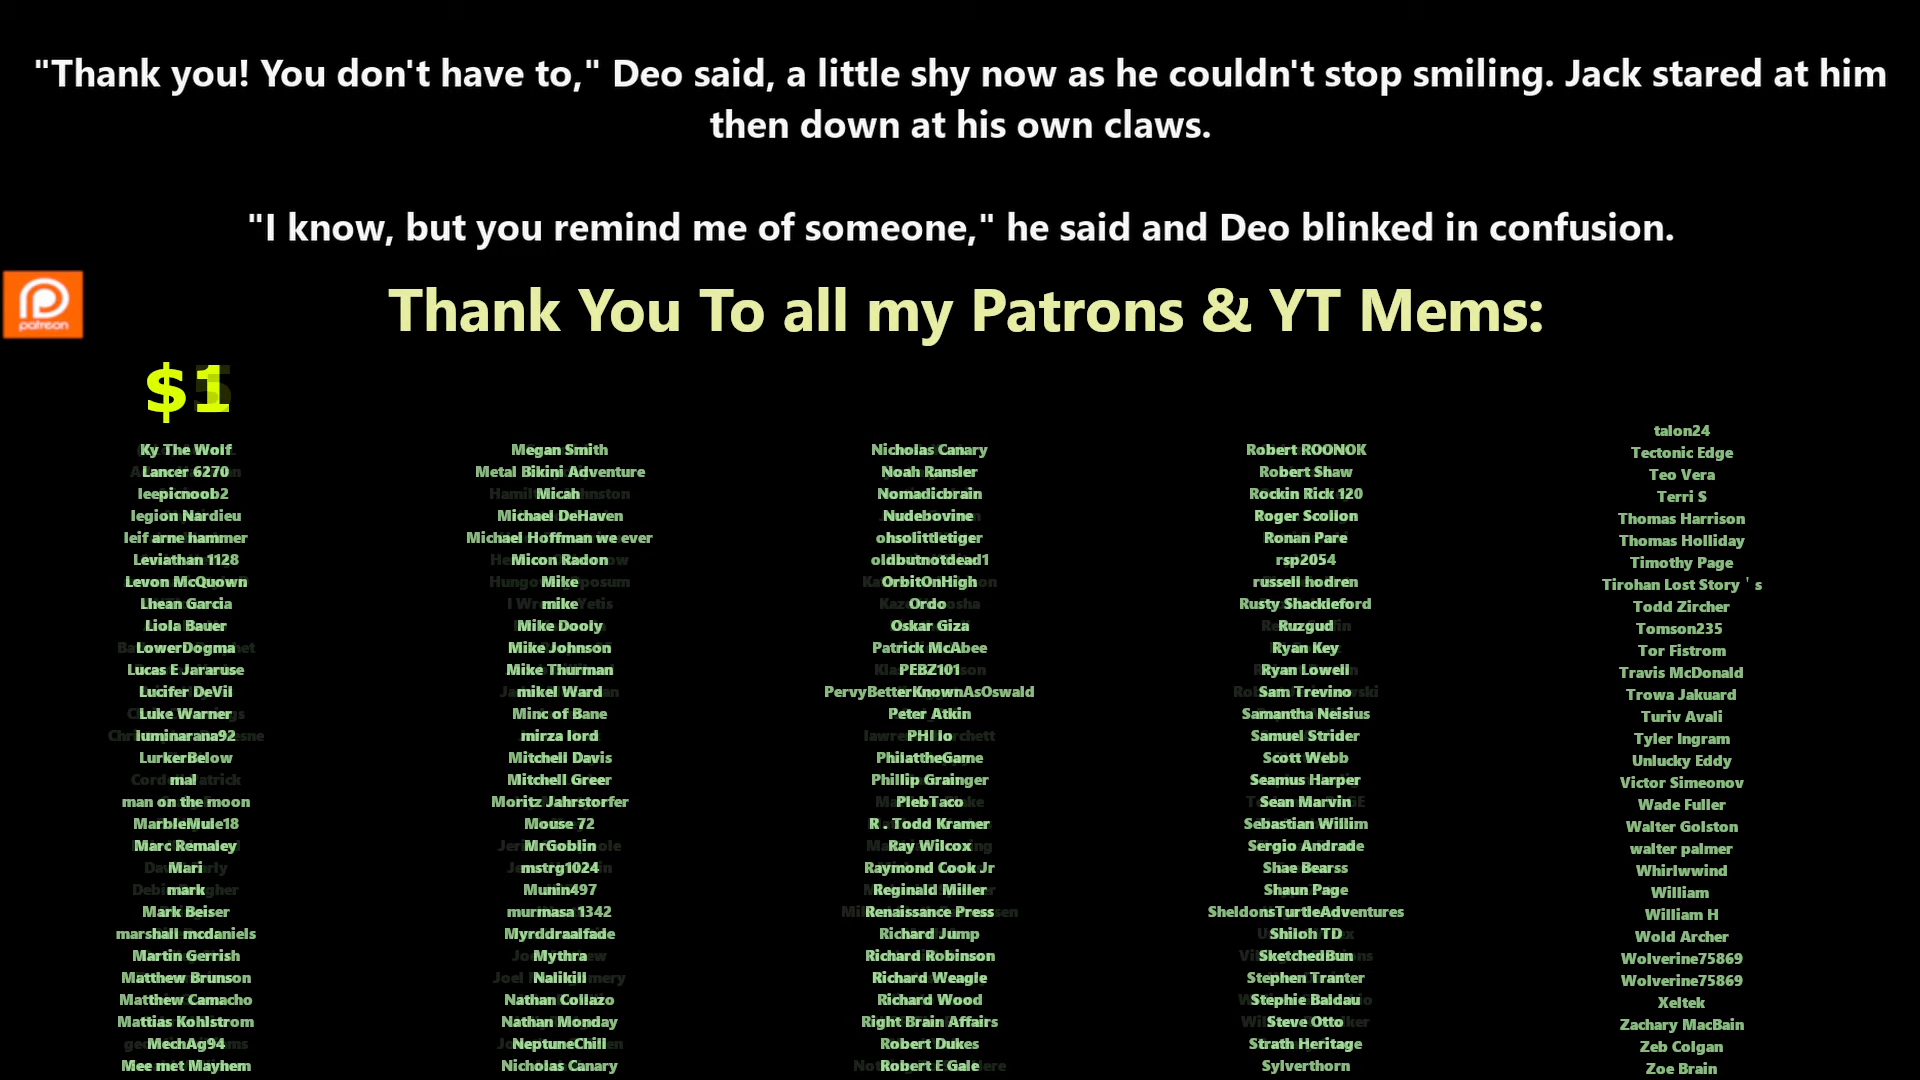 "Thank you! You don't have to," Deo said, a little shy now as he couldn't stop smiling. Jack stared at him
then down at his own claws.
"I know, but you remind me of someone," he said and Deo blinked in confusion.
patreon
Thank You To all my Patrons & YT Mems:
$1
Ky The Wolf
Lancer 6270
leepicnoob2
legion Nardieu
leif arne hammer
Leviathan 1128
Levon McQuown
Lhean Garcia
Liola Bauer
LowerDogma
Lucas E Jararuse
Lucifer DeVil
Luke Warner
luminarana92
LurkerBelow
mal
man on the moon
MarbleMule18
Marc Remaley
Mari
mark
Mark Beiser
marshall mcdaniels
Martin Gerrish
Matthew Brunson
Matthew Camacho
Mattias Kohlstrom
MechAg94
Mee met Mayhem
Megan Smith
Metal Bikini Adventure
Micah
Michael DeHaven
Michael Hoffman we ever
Micon Radon
Mike
mike
Mike Dooly
Mike Johnson
Mike Thurman
mikel Ward
Minc of Bane
mirza lord
Mitchell Davis
Mitchell Greer
Moritz Jahrstorfer
Mouse 72
MrGoblin
mstrg1024
Munin497
murmasa 1342
Myrddraalfade
Mythra
Nalikill
Nathan Collazo
Nathan Monday
NeptuneChill
Nicholas Canary
Nicholas Canary
Noah Ransler
Nomadicbrain
Nudebovine
ohsolittletiger
oldbutnotdead1
OrbitOnHigh
Ordo
Oskar Giza
Patrick McAbee
PEBZ101
PervyBetterKnownAsOswald
Peter Atkin
PHI lo
PhilattheGame
Phillip Grainger
PlebTaco
R . Todd Kramer
Ray Wilcox
Raymond Cook Jr
Reginald Miller
Renaissance Press
Richard Jump
Richard Robinson
Richard Weagle
Richard Wood
Right Brain Affairs
Robert Dukes
Robert E Gale
Robert ROONOK
Robert Shaw
Rockin Rick 120
Roger Scollon
Ronan Pare
rsp2054
russell hodren
Rusty Shackleford
Ruzgud
Ryan Key
Ryan Lowell
Sam Trevino
Samantha Neisius
Samuel Strider
Scott Webb
Seamus Harper
Sean Marvin
Sebastian Willim
Sergio Andrade
Shae Bearss
Shaun Page
SheldonsTurtleAdventures
Shiloh TD
SketchedBun
Stephen Tranter
Stephie Baldau
Steve Otto
Strath Heritage
Sylverthorn
talon24
Tectonic Edge
Teo Vera
Terri S
Thomas Harrison
Thomas Holliday
Timothy Page
Tirohan Lost Story ' s
Todd Zircher
Tomson235
Tor Fistrom
Travis McDonald
Trowa Jakuard
Turiv Avali
Tyler Ingram
Unlucky Eddy
Victor Simeonov
Wade Fuller
Walter Golston
walter palmer
Whirlwwind
William
William H
Wold Archer
Wolverine75869
Wolverine75869
Xeltek
Zachary MacBain
Zeb Colgan
Zoe Brain